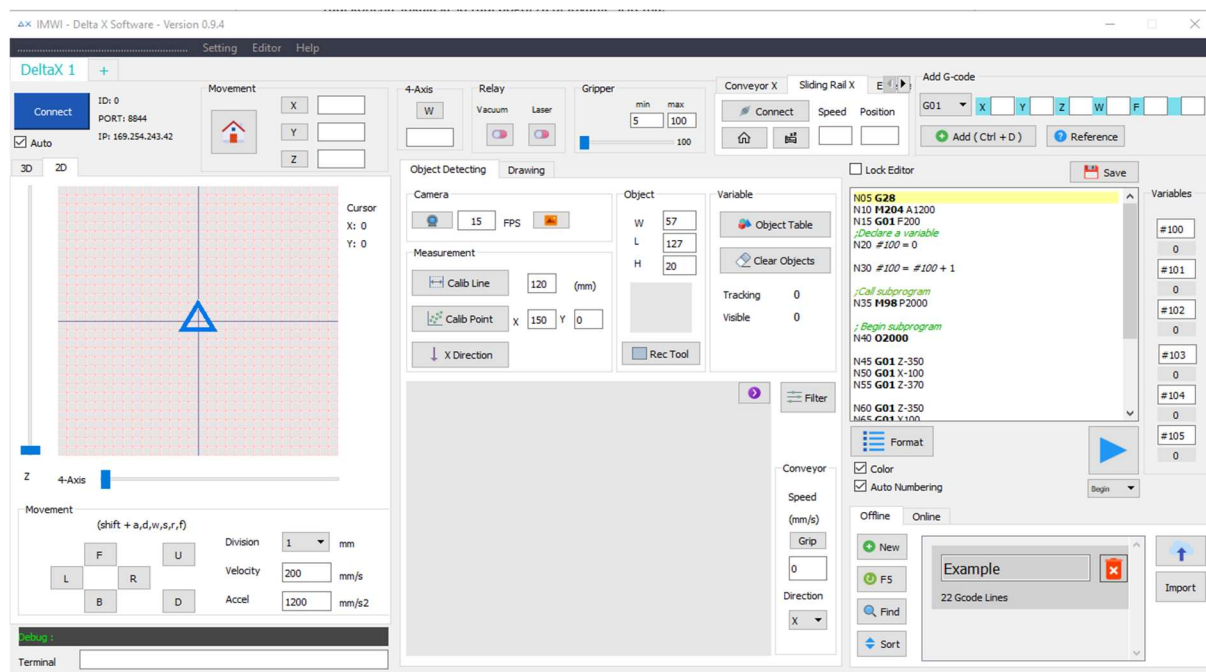 IMWI - Delta X Software - Version 0.9.4
Setting Editor Help
DeltaX 1 +
Connect
ID: 0
PORT: 8844
IP: 169.254.243.42
Auto
Movement
X
Y
Z
4-Axis
W
Relay
Vacuum Laser
Gripper
min max
5 100
100
Conveyor X Sliding Rail X
Connect Speed Position
Add G-code
G01 X Y Z W F
Add ( Ctrl + D ) Reference
3D 2D
Cursor
X: 0
Y: 0
Z
4-Axis
Movement
(shift + a,d,w,s,r,f)
F U
L R
B D
Division 1 mm
Velocity 200 mm/s
Accel 1200 mm/s2
Debug :
Terminal
Object Detecting Drawing
Camera
15 FPS
Measurement
Calib Line 120 (mm)
Calib Point X 150 Y 0
X Direction
Object
W 57
L 127
H 20
Rec Tool
Variable
Object Table
Clear Objects
Tracking 0
Visible 0
Filter
Conveyor
Speed
(mm/s)
Grip
0
Direction
X
Lock Editor Save
N05 G28
N10 M204 A1200
N15 G01 F200
;Declare a variable
N20 #100 = 0
N30 #100 = #100 + 1
;Call subprogram
N35 M98 P2000
; Begin subprogram
N40 O2000
N45 G01 Z-350
N50 G01 X-100
N55 G01 Z-370
N60 G01 Z-350
N65 G01 X100
Variables
#100
0
#101
0
#102
0
#103
0
#104
0
#105
0
Format
Color
Auto Numbering
Begin
Offline Online
New
F5
Find
Sort
Example
22 Gcode Lines
Import